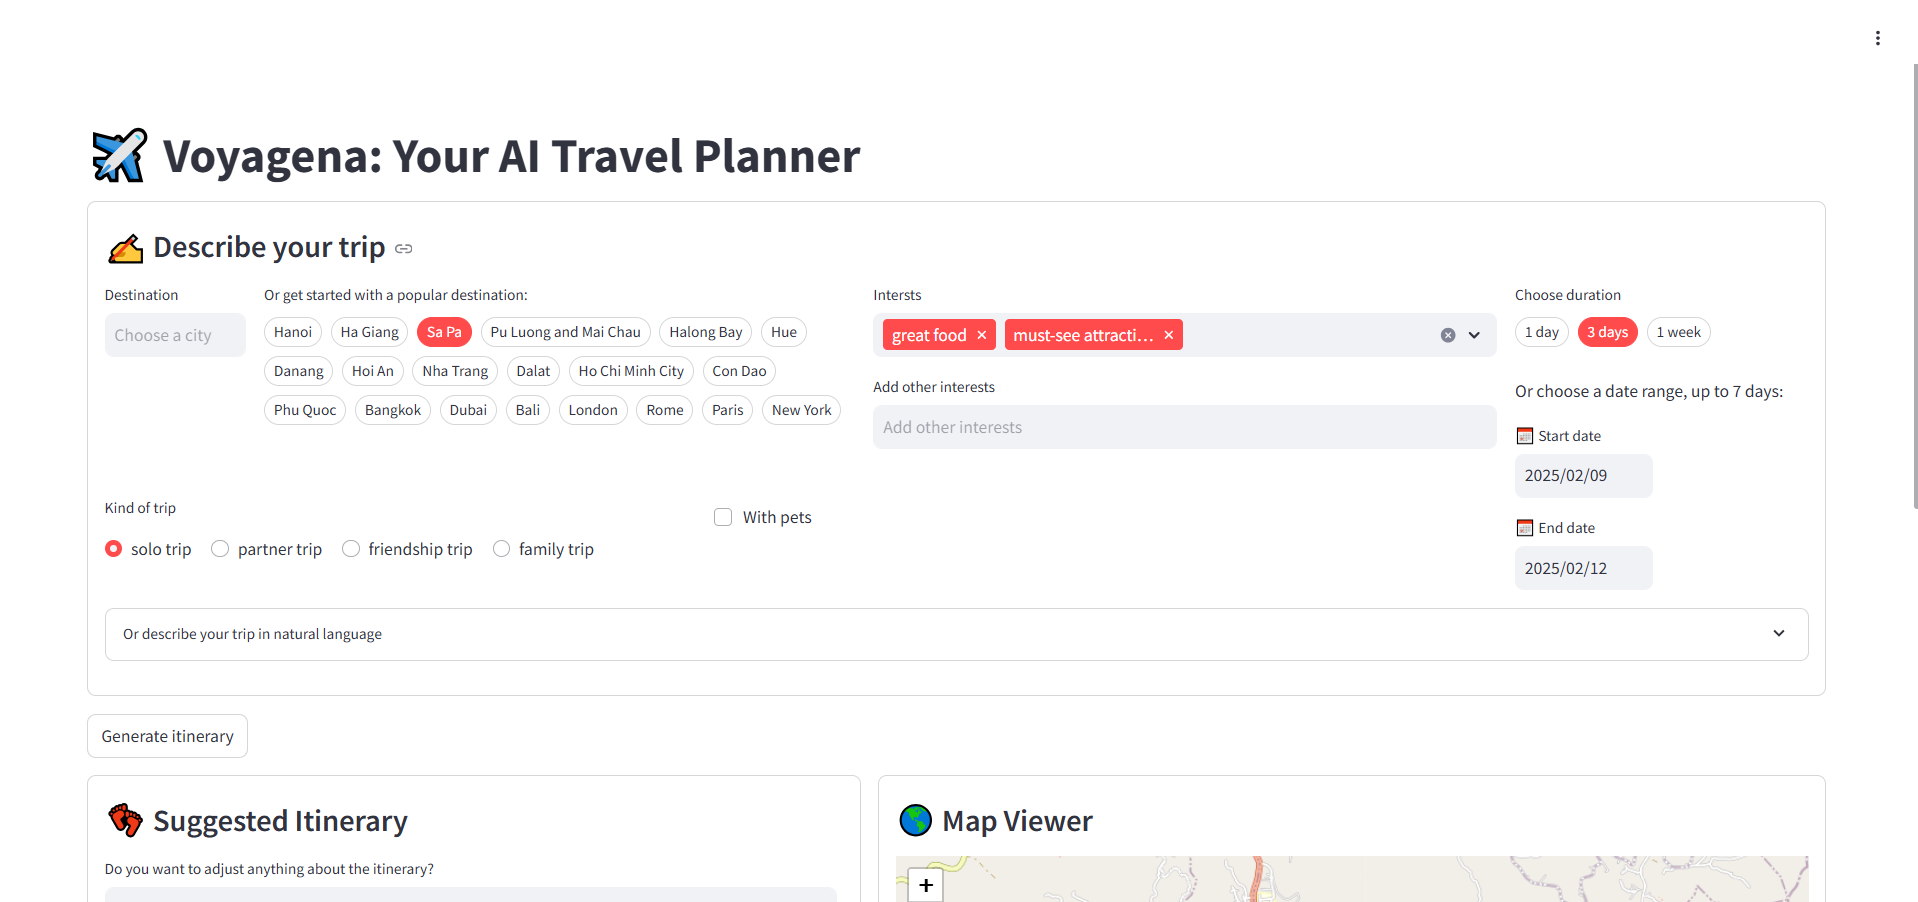 Voyagena: Your AI Travel Planner
Describe your trip
Destination
Choose a city
Or get started with a popular destination:
Hanoi Ha Giang Sa Pa Pu Luong and Mai Chau Halong Bay Hue
Danang Hoi An Nha Trang Dalat Ho Chi Minh City Con Dao
Phu Quoc Bangkok Dubai Bali London Rome Paris New York
Intersts
great food × must-see attracti... ×
Add other interests
Add other interests
Choose duration
1 day 3 days 1 week
Or choose a date range, up to 7 days:
Start date
2025/02/09
End date
2025/02/12
Kind of trip
solo trip partner trip friendship trip family trip
With pets
Or describe your trip in natural language
Generate itinerary
Suggested Itinerary
Do you want to adjust anything about the itinerary?
Map Viewer
+